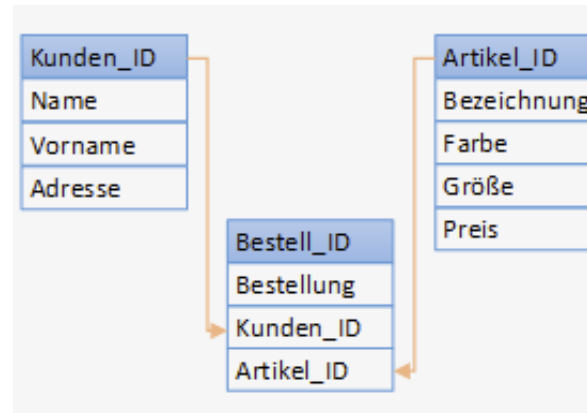 Kunden_ID
Name
Vorname
Adresse
Artikel_ID
Bezeichnung
Farbe
Größe
Preis
Bestell_ID
Bestellung
Kunden_ID
Artikel_ID